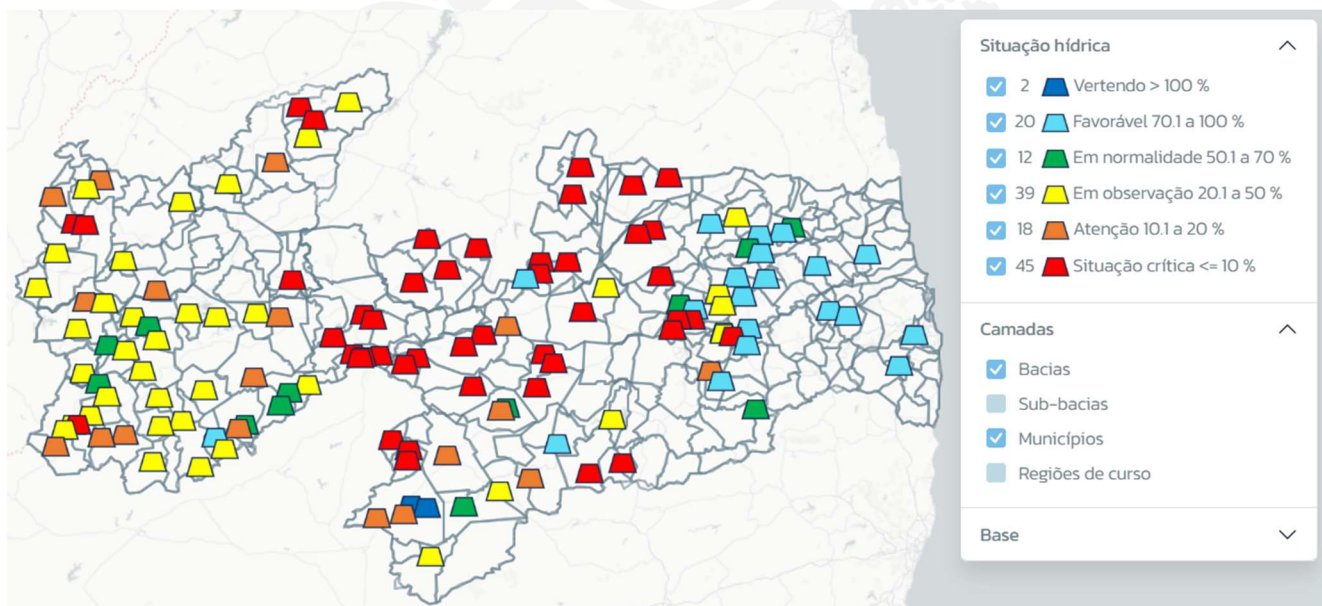 Situação hídrica
2 Vertendo > 100 %
20 Favorável 70.1 a 100 %
12 Em normalidade 50.1 a 70 %
39 Em observação 20.1 a 50 %
18 Atenção 10.1 a 20 %
45 Situação crítica <= 10 %
Camadas
Bacias
Sub-bacias
Municípios
Regiões de curso
Base